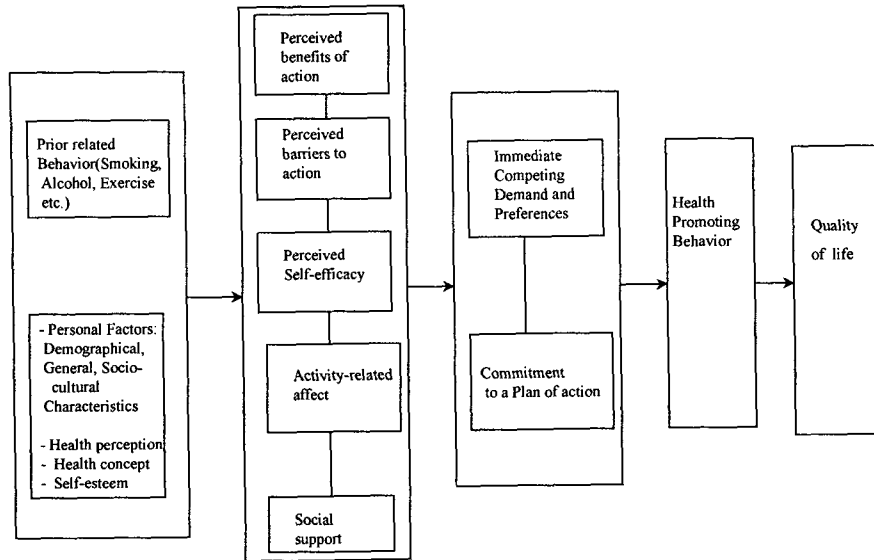 Prior related
Behavior(Smoking,
Alcohol, Exercise
etc.)
- Personal Factors:
Demographical,
General, Socio-
cultural
Characteristics
- Health perception
- Health concept
- Self-esteem
Perceived
benefits of
action
Perceived
barriers to
action
Perceived
Self-efficacy
Activity-related
affect
Social
support
Immediate
Competing
Demand and
Preferences
Commitment
to a Plan of action
Health
Promoting
Behavior
Quality
of life